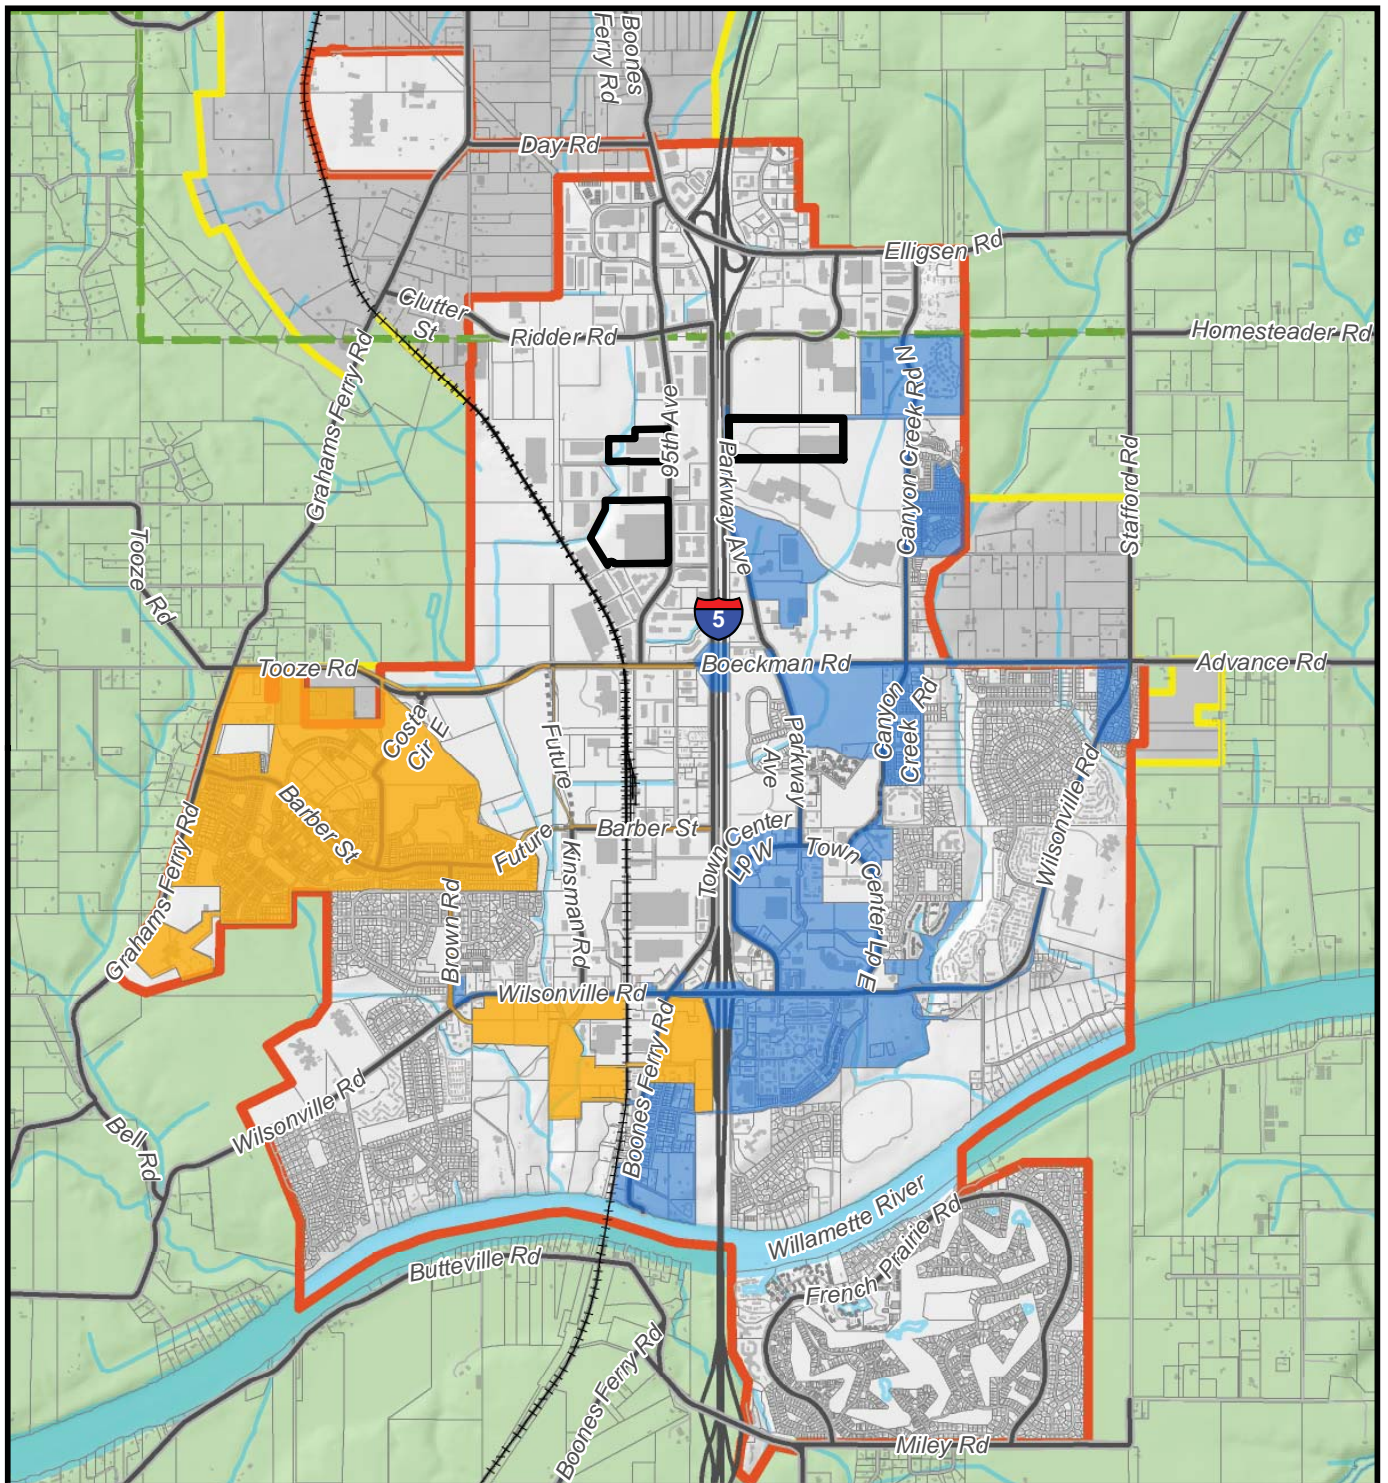 Boones
Ferry Rd
Day Rd
Elligsen Rd
Clutter
St
Ridder Rd
Homesteader Rd
Grahams Ferry Rd
95th Ave
Parkway Ave
Canyon Creek Rd N
Stafford Rd
Tooze Rd
5
Tooze Rd
Boeckman Rd
Advance Rd
Costa
Cir E
Future
Parkway
Ave
Canyon
Creek Rd
Wilsonville Rd
Barber St
Future
Barber St
Town Center
Lp W
Town Center Lp E
Grahams Ferry Rd
Brown Rd
Kinsman Rd
Wilsonville Rd
Boones Ferry Rd
Wilsonville Rd
Bell Rd
Willamette River
Butteville Rd
French Prairie Rd
Boones Ferry Rd
Miley Rd